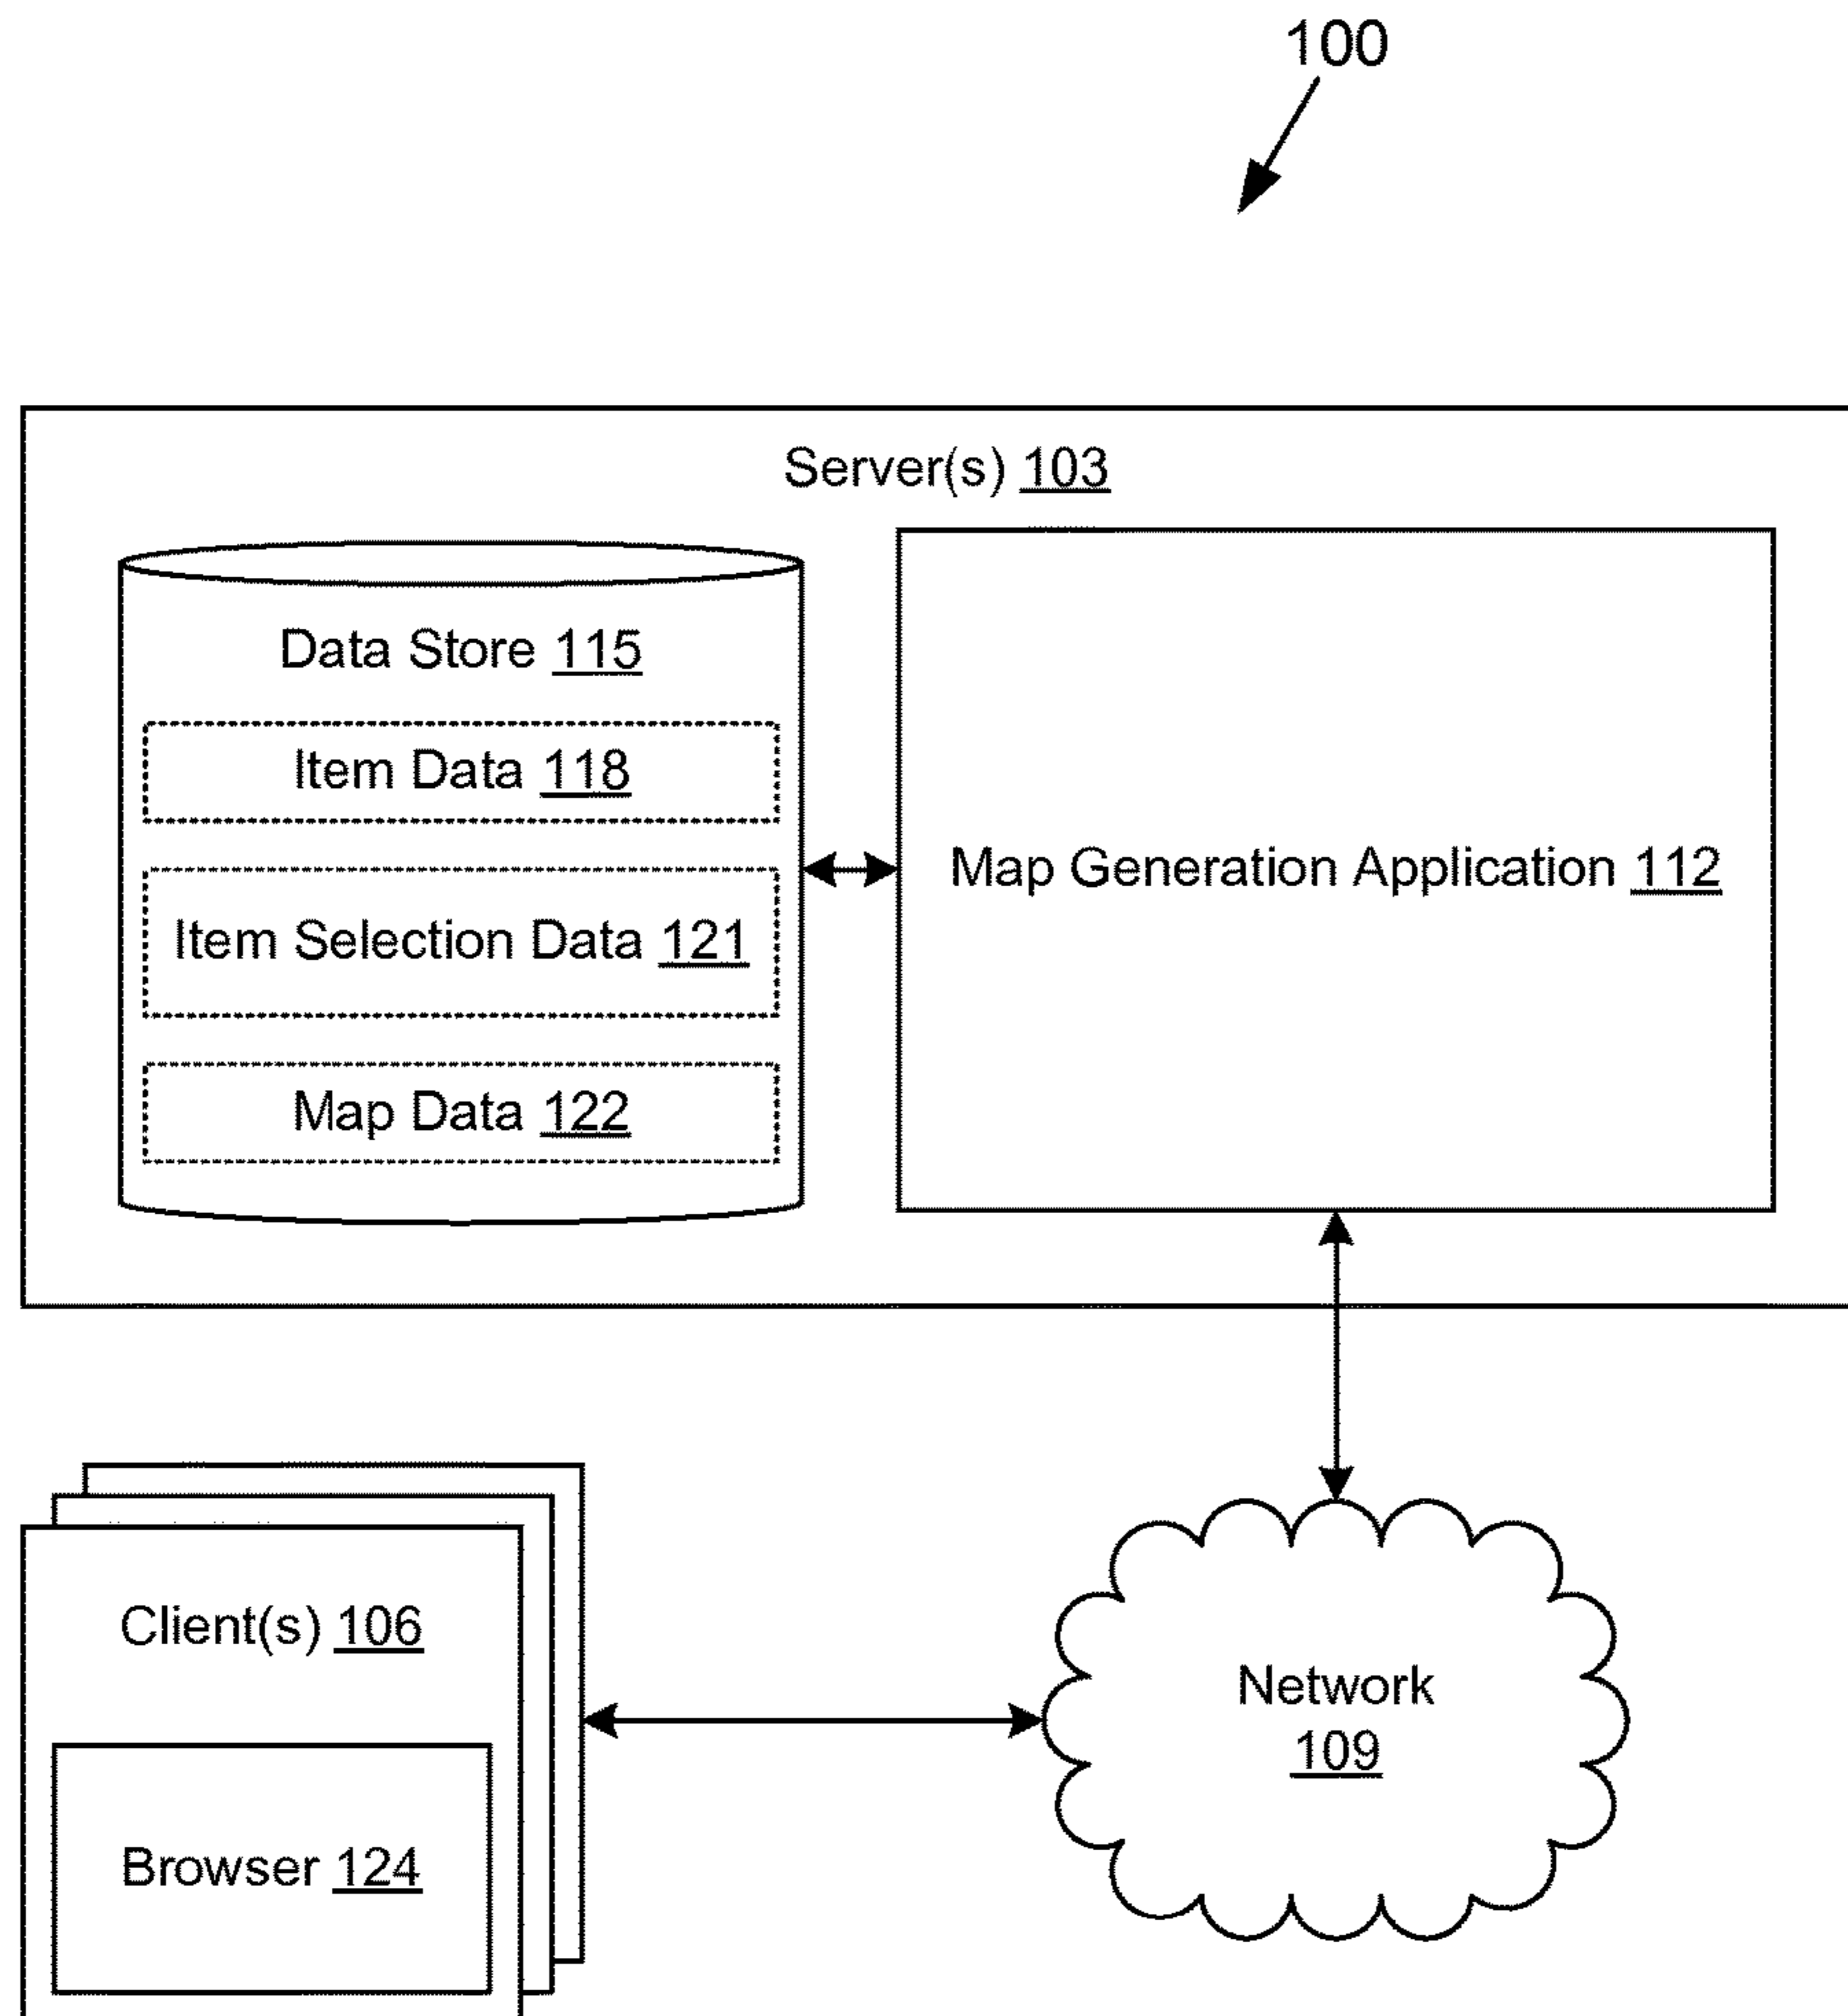 100
Server(s) 103
Data Store 115
Item Data 118
Item Selection Data 121
Map Data 122
Map Generation Application 112
Client(s) 106
Browser 124
Network
109